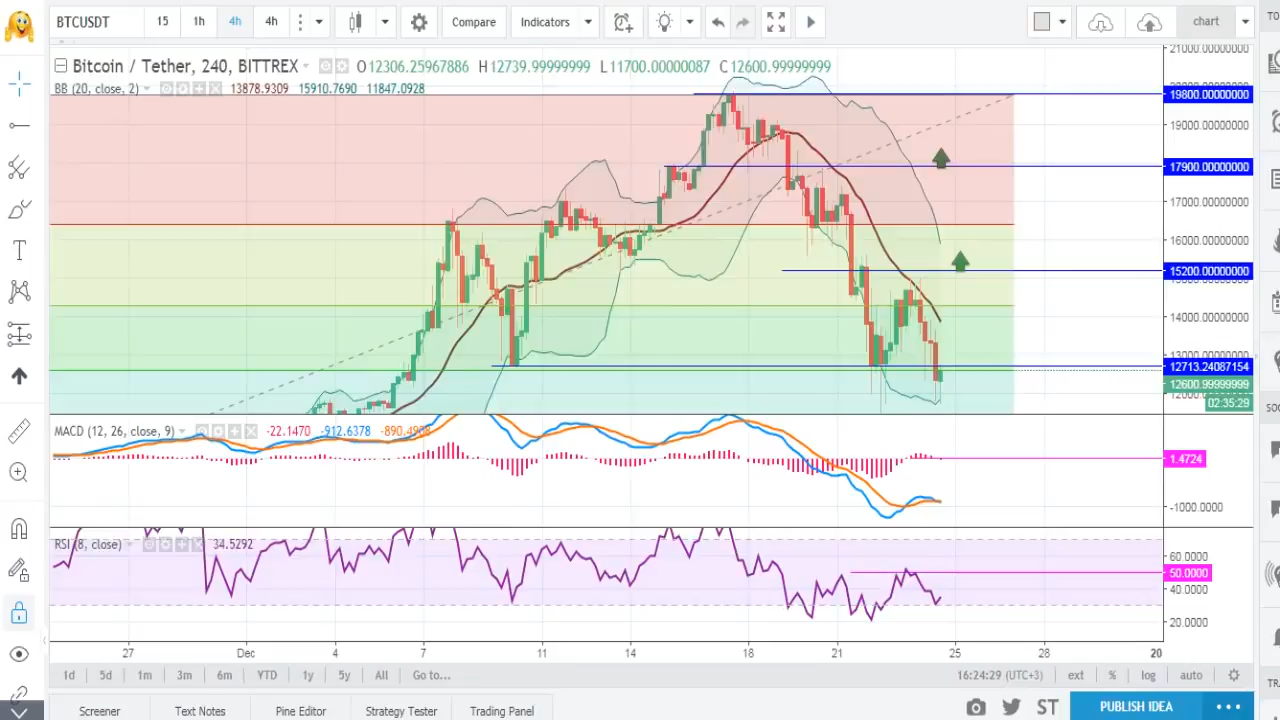 BTCUSDT 15 1h 4h 4h Compare Indicators chart
Bitcoin / Tether, 240, BITTREX O12306.25967886 H12739.99999999 L11700.00000087 C12600.99999999
BB (20, close, 2) 13878.9309 15910.7690 11847.0928
21000.00000000
19800.00000000
19000.00000000
17900.00000000
17000.00000000
16000.00000000
15200.00000000
14000.00000000
13000.00000000
12713.24087154
12600.99999999
02:35:29
MACD (12, 26, close, 9) -22.1470 -912.6378
1.4724
-1000.0000
RSI (8, close) 34.5292
60.0000
50.0000
40.0000
20.0000
27 Dec 4 7 11 14 18 21 25 28 20
1d 5d 1m 3m 6m YTD 1y 5y All Go to... 16:24:29 (UTC+3) ext % log auto
Screener Text Notes Pine Editor Strategy Tester Trading Panel ST PUBLISH IDEA